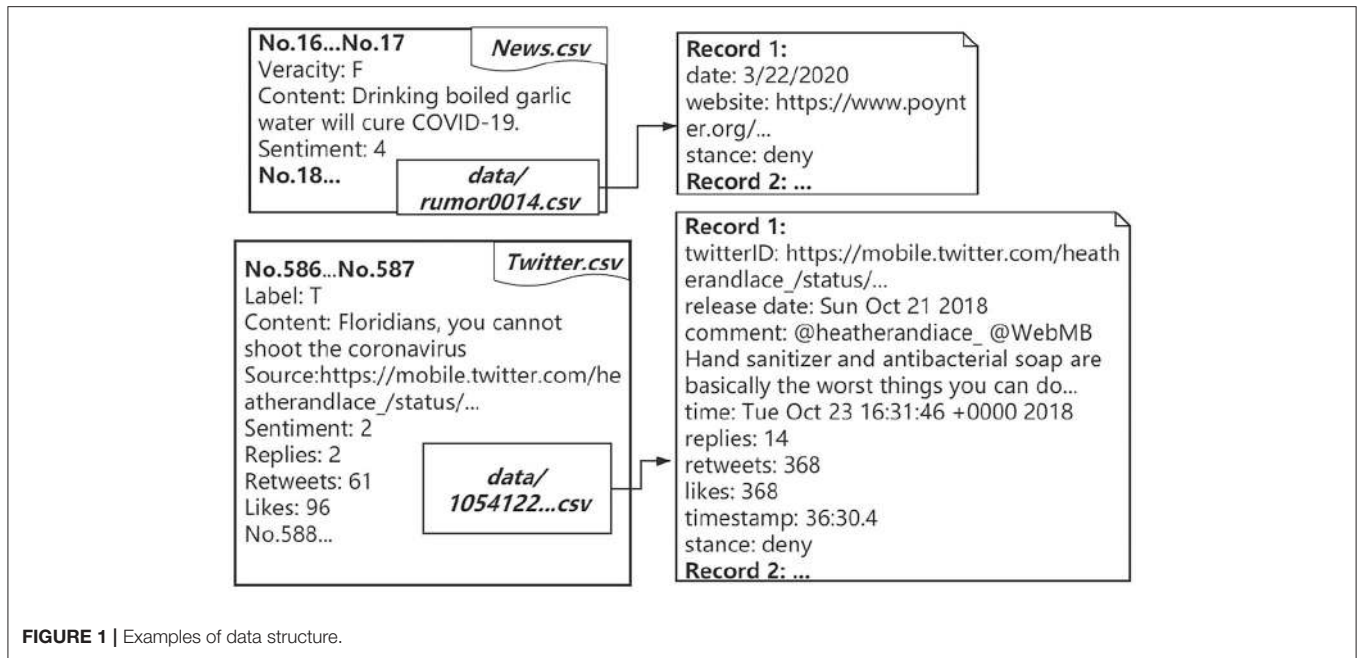 No.16...No.17
News.csv
Veracity: F
Content: Drinking boiled garlic
water will cure COVID-19.
Sentiment: 4
No.18...
data/
rumor0014.csv
Record 1:
date: 3/22/2020
website: https://www.poynt
er.org/...
stance: deny
Record 2: ...
No.586...No.587
Twitter.csv
Label: T
Content: Floridians, you cannot
shoot the coronavirus
Source:https://mobile.twitter.com/he
atherandlace_/status/...
Sentiment: 2
Replies: 2
Retweets: 61
Likes: 96
No.588...
data/
1054122...csv
Record 1:
twitterID: https://mobile.twitter.com/heath
erandlace_/status/...
release date: Sun Oct 21 2018
comment: @heatherandiace_ @WebMB
Hand sanitizer and antibacterial soap are
basically the worst things you can do...
time: Tue Oct 23 16:31:46 +0000 2018
replies: 14
retweets: 368
likes: 368
timestamp: 36:30.4
stance: deny
Record 2: ...
FIGURE 1 | Examples of data structure.